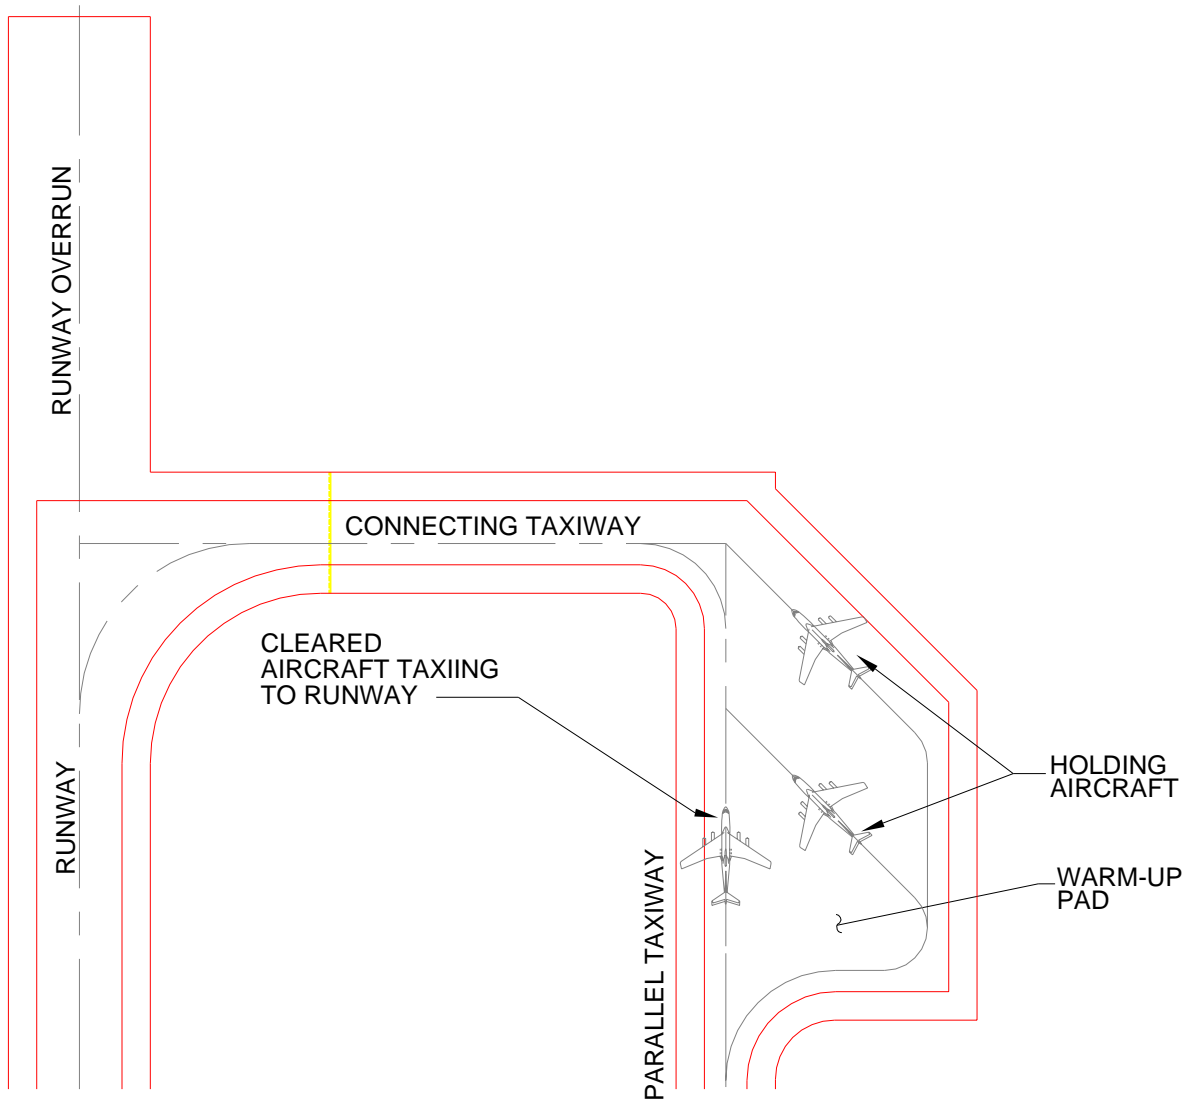 RUNWAY OVERRUN
CONNECTING TAXIWAY
CLEARED
AIRCRAFT TAXIING
TO RUNWAY
HOLDING
AIRCRAFT
RUNWAY
WARM-UP
PAD
PARALLEL TAXIWAY